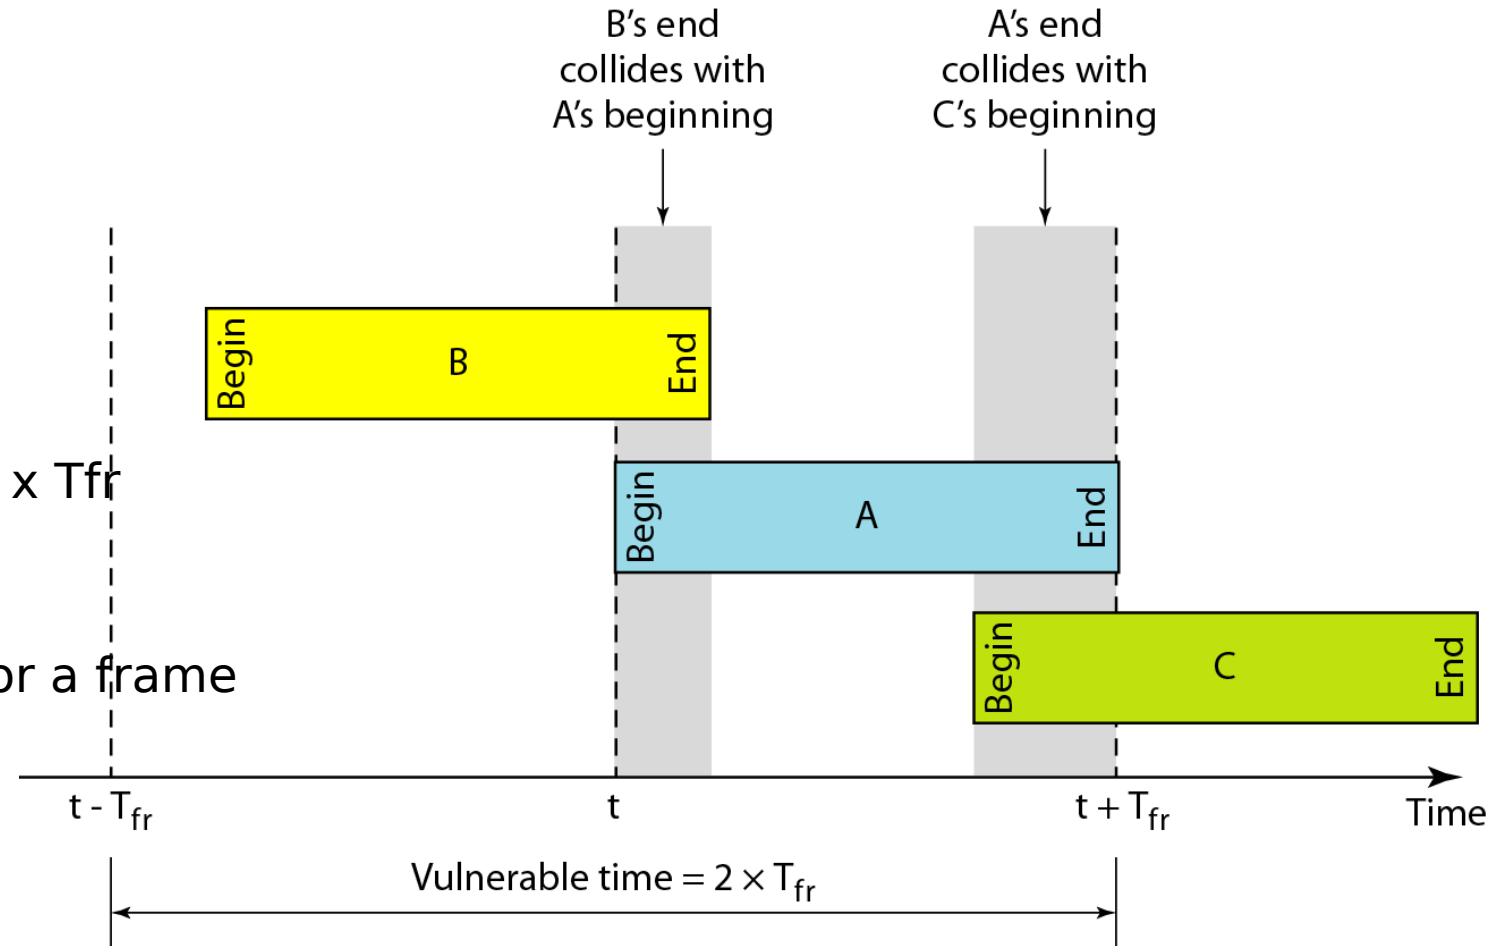 B's end
collides with
A's beginning
A's end
collides with
C's beginning
Begin
B
End
x Tfr
Begin
A
End
Begin
C
End
or a frame
t - Tfr
t
t + Tfr
Time
Vulnerable time = 2 × Tfr